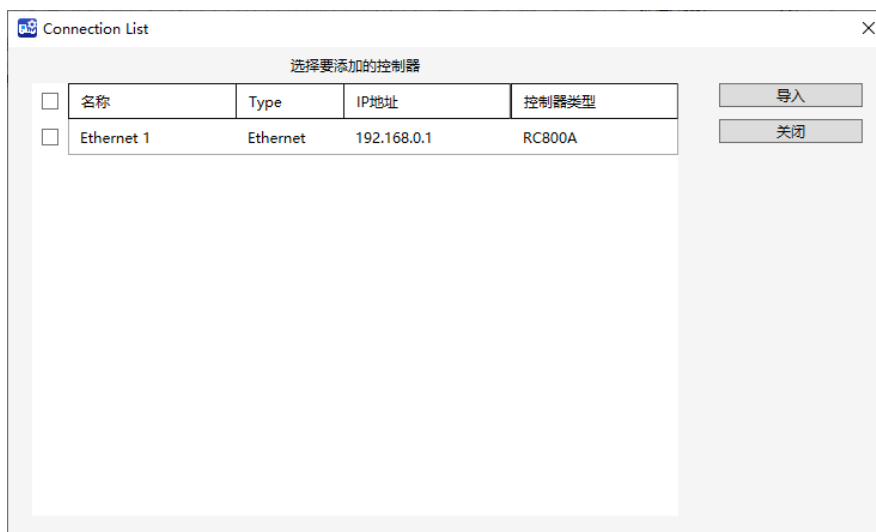 Connection List
选择要添加的控制器
名称 Type IP地址 控制器类型
Ethernet 1 Ethernet 192.168.0.1 RC800A
导入
关闭